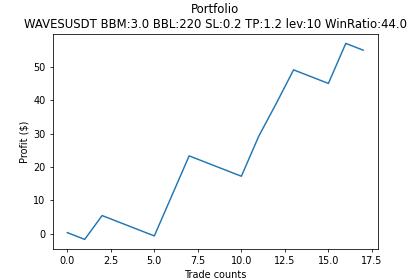 Portfolio
WAVESUSDT BBM:3.0 BBL:220 SL:0.2 TP:1.2 lev:10 WinRatio:44.0
Profit ($)
50
40
30
20
10
0
0.0 2.5 5.0 7.5 10.0 12.5 15.0 17.5
Trade counts